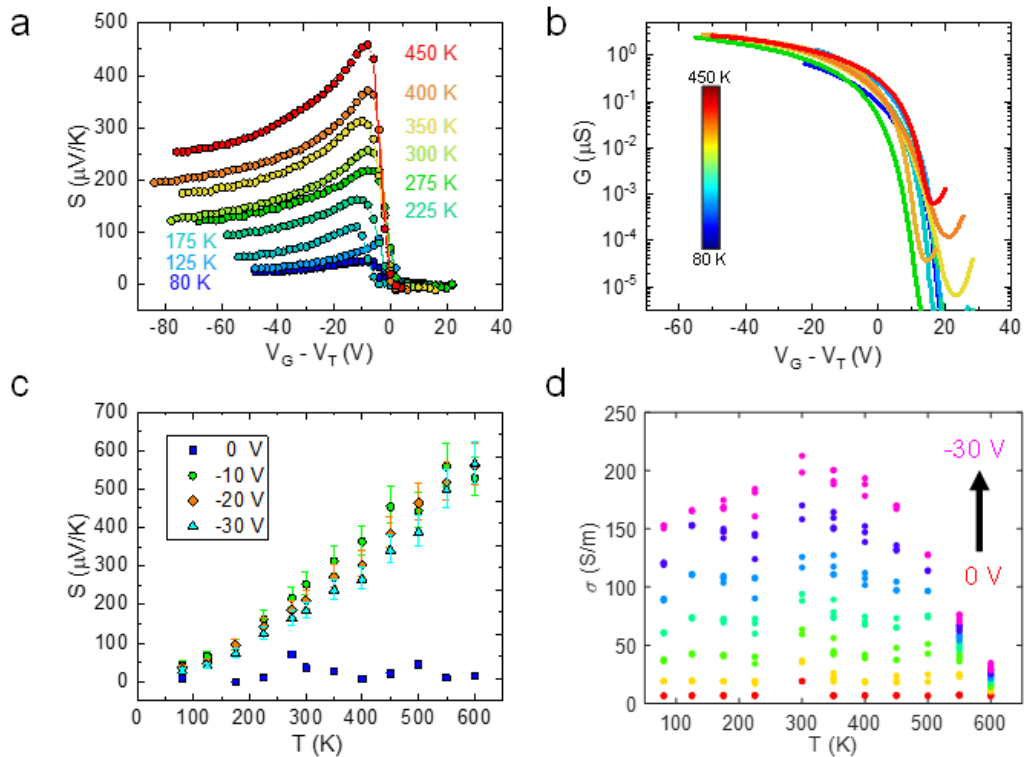 a
500
400
300
200
100
0
S (μV/K)
450 K
400 K
350 K
300 K
275 K
225 K
175 K
125 K
80 K
-80 -60 -40 -20 0 20 40
V_G - V_T (V)
b
10^0
10^-1
10^-2
10^-3
10^-4
10^-5
G (μS)
450 K
80 K
-60 -40 -20 0 20 40
V_G - V_T (V)
c
700
600
500
400
300
200
100
0
S (μV/K)
0 V
-10 V
-20 V
-30 V
0 100 200 300 400 500 600
T (K)
d
250
200
150
100
50
0
σ (S/m)
-30 V
0 V
100 200 300 400 500 600
T (K)